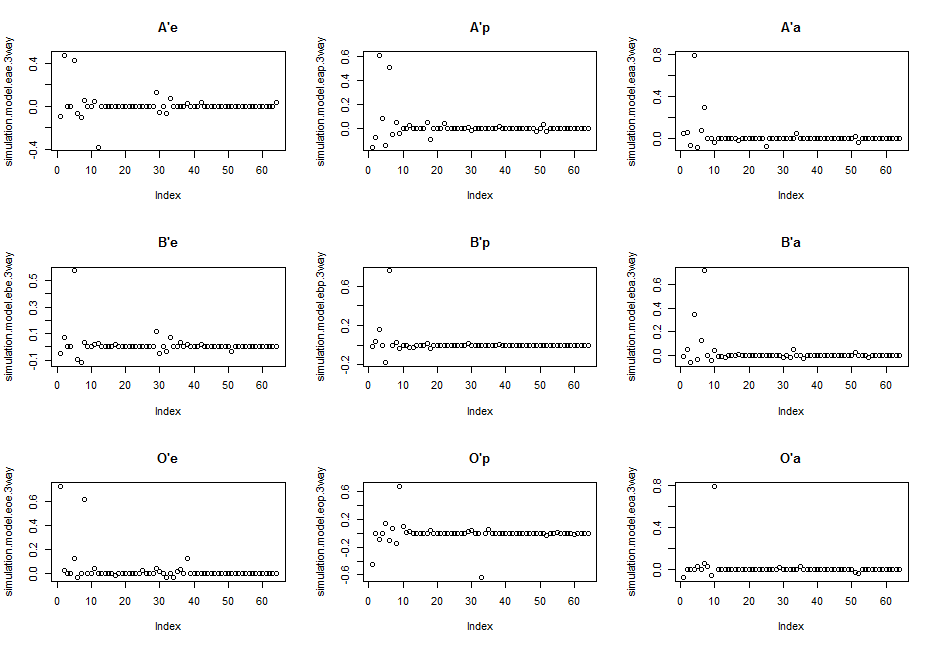 A'e
simulation.model.eae.3way
-0.4 0.0 0.4
0 10 20 30 40 50 60
Index
A'p
simulation.model.eap.3way
0.0 0.2 0.4 0.6
0 10 20 30 40 50 60
Index
A'a
simulation.model.eaa.3way
0.0 0.4 0.8
0 10 20 30 40 50 60
Index
B'e
simulation.model.ebe.3way
-0.1 0.1 0.3 0.5
0 10 20 30 40 50 60
Index
B'p
simulation.model.ebp.3way
-0.2 0.2 0.6
0 10 20 30 40 50 60
Index
B'a
simulation.model.eba.3way
0.0 0.2 0.4 0.6
0 10 20 30 40 50 60
Index
O'e
simulation.model.eoe.3way
0.0 0.2 0.4 0.6
0 10 20 30 40 50 60
Index
O'p
simulation.model.eop.3way
-0.6 -0.2 0.2 0.6
0 10 20 30 40 50 60
Index
O'a
simulation.model.eoa.3way
0.0 0.4 0.8
0 10 20 30 40 50 60
Index